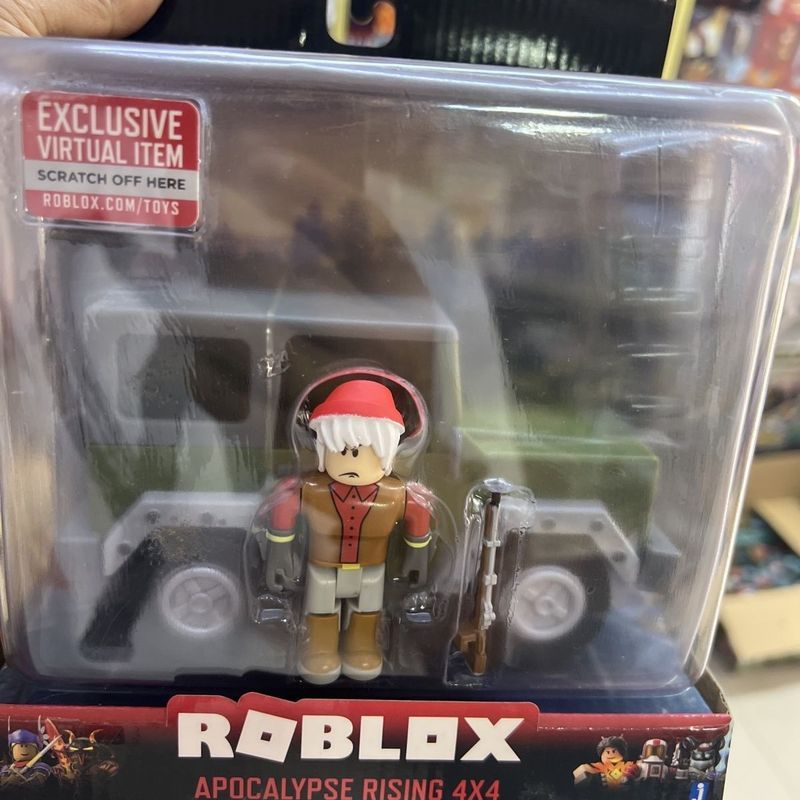 EXCLUSIVE
VIRTUAL ITEM
SCRATCH OFF HERE
ROBLOX.COM/TOYS
ROBLOX
APOCALYPSE RISING 4X4